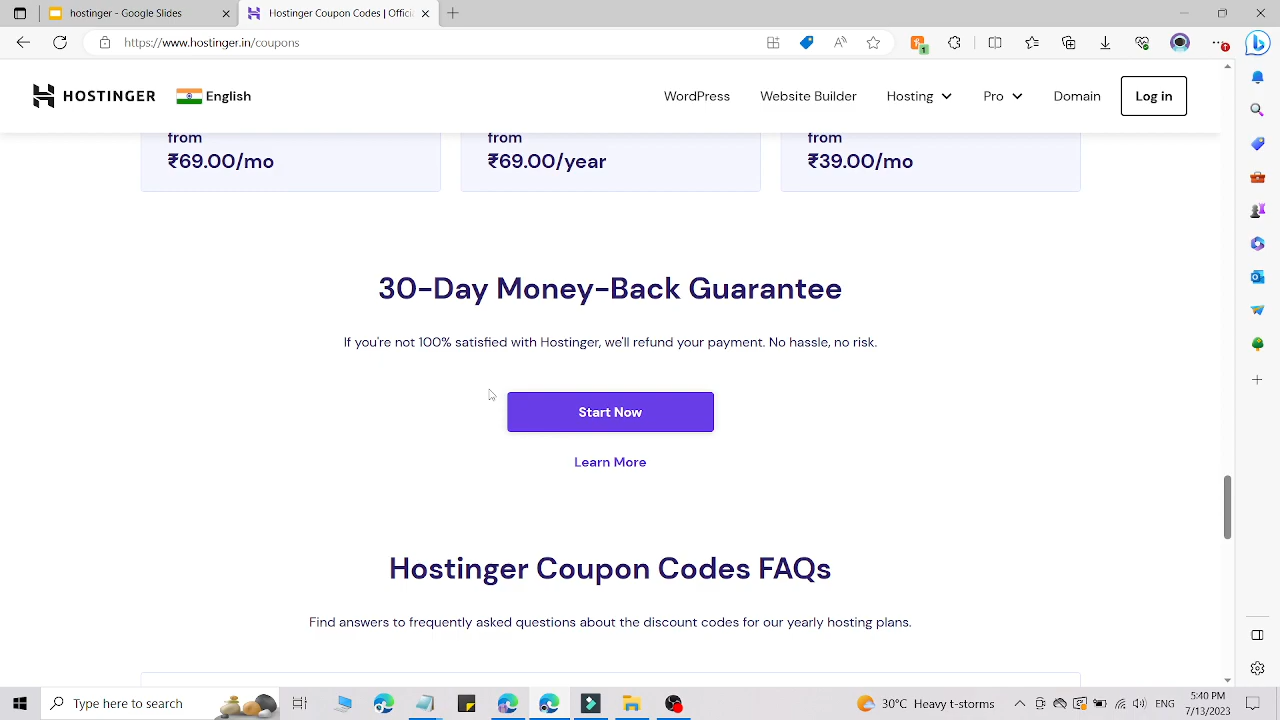 hostinger - Google Slides
Hostinger Coupon Codes | Offici
https://www.hostinger.in/coupons
1
HOSTINGER
English
WordPress
Website Builder
Hosting
Pro
Domain
Log in
from
₹69.00/mo
from
₹69.00/year
from
₹39.00/mo
30-Day Money-Back Guarantee
If you're not 100% satisfied with Hostinger, we'll refund your payment. No hassle, no risk.
Start Now
Learn More
Hostinger Coupon Codes FAQs
Find answers to frequently asked questions about the discount codes for our yearly hosting plans.
Type here to search
30°C Heavy t-storms
ENG
5:40 PM
7/13/2023